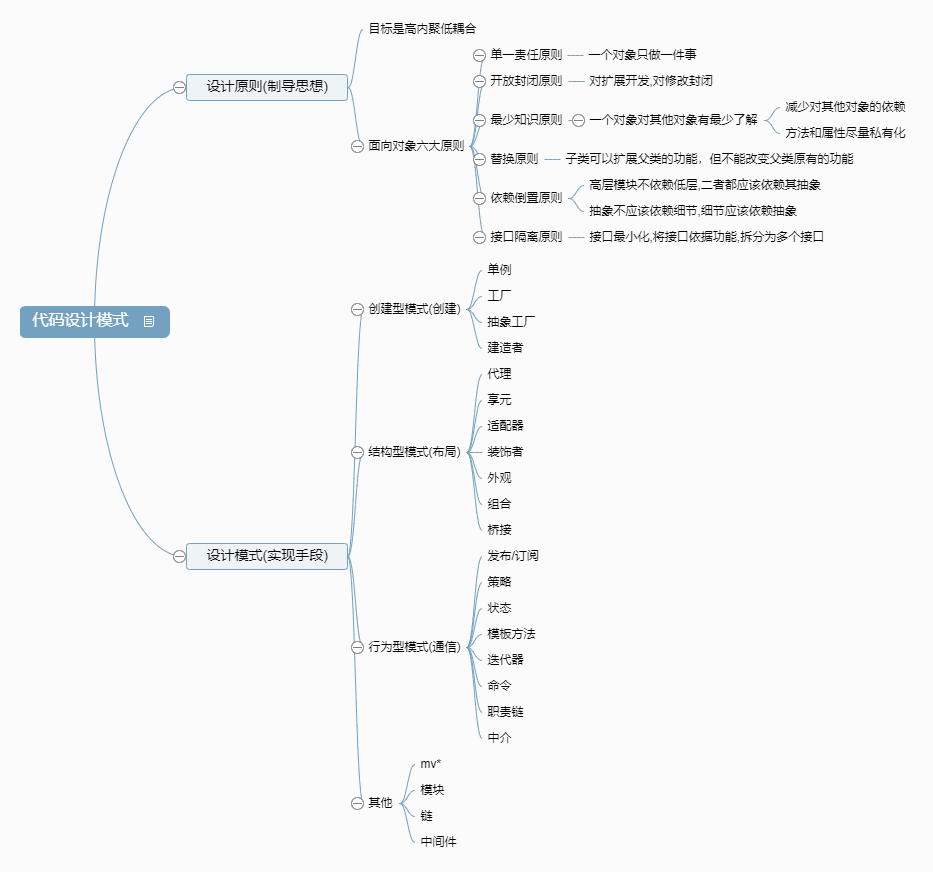 代码设计模式
设计原则(制导思想)
目标是高内聚低耦合
面向对象六大原则
单一责任原则
一个对象只做一件事
开放封闭原则
对扩展开发,对修改封闭
最少知识原则
一个对象对其他对象有最少了解
减少对其他对象的依赖
方法和属性尽量私有化
替换原则
子类可以扩展父类的功能，但不能改变父类原有的功能
依赖倒置原则
高层模块不依赖低层,二者都应该依赖其抽象
抽象不应该依赖细节,细节应该依赖抽象
接口隔离原则
接口最小化,将接口依据功能,拆分为多个接口
设计模式(实现手段)
创建型模式(创建)
单例
工厂
抽象工厂
建造者
结构型模式(布局)
代理
享元
适配器
装饰者
外观
组合
桥接
行为型模式(通信)
发布/订阅
策略
状态
模板方法
迭代器
命令
职责链
中介
其他
mv*
模块
链
中间件